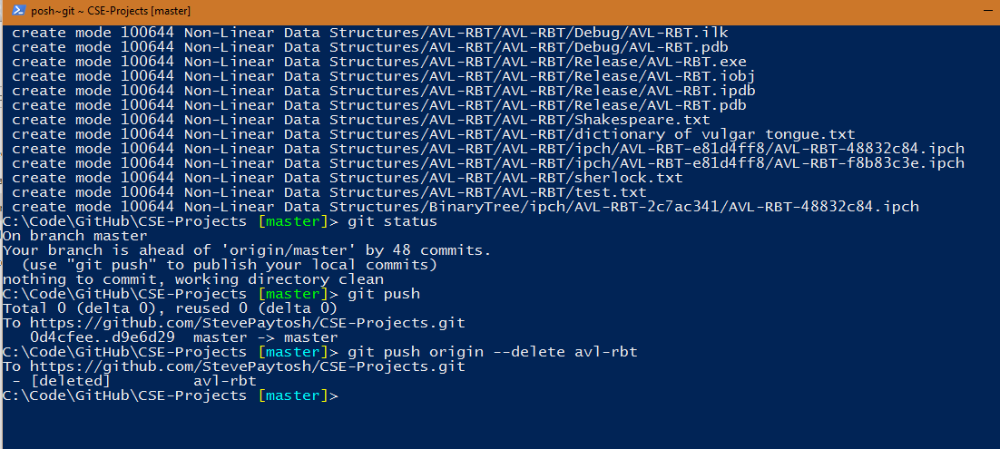 posh~git ~ CSE-Projects [master]
create mode 100644 Non-Linear Data Structures/AVL-RBT/AVL-RBT/Debug/AVL-RBT.ilk
create mode 100644 Non-Linear Data Structures/AVL-RBT/AVL-RBT/Debug/AVL-RBT.pdb
create mode 100644 Non-Linear Data Structures/AVL-RBT/AVL-RBT/Release/AVL-RBT.exe
create mode 100644 Non-Linear Data Structures/AVL-RBT/AVL-RBT/Release/AVL-RBT.iobj
create mode 100644 Non-Linear Data Structures/AVL-RBT/AVL-RBT/Release/AVL-RBT.ipdb
create mode 100644 Non-Linear Data Structures/AVL-RBT/AVL-RBT/Release/AVL-RBT.pdb
create mode 100644 Non-Linear Data Structures/AVL-RBT/AVL-RBT/Shakespeare.txt
create mode 100644 Non-Linear Data Structures/AVL-RBT/AVL-RBT/dictionary of vulgar tongue.txt
create mode 100644 Non-Linear Data Structures/AVL-RBT/AVL-RBT/ipch/AVL-RBT-e81d4ff8/AVL-RBT-48832c84.ipch
create mode 100644 Non-Linear Data Structures/AVL-RBT/AVL-RBT/ipch/AVL-RBT-e81d4ff8/AVL-RBT-f8b83c3e.ipch
create mode 100644 Non-Linear Data Structures/AVL-RBT/AVL-RBT/sherlock.txt
create mode 100644 Non-Linear Data Structures/AVL-RBT/AVL-RBT/test.txt
create mode 100644 Non-Linear Data Structures/BinaryTree/ipch/AVL-RBT-2c7ac341/AVL-RBT-48832c84.ipch
C:\Code\GitHub\CSE-Projects [master]> git status
On branch master
Your branch is ahead of 'origin/master' by 48 commits.
(use "git push" to publish your local commits)
nothing to commit, working directory clean
C:\Code\GitHub\CSE-Projects [master]> git push
Total 0 (delta 0), reused 0 (delta 0)
To https://github.com/StevePaytosh/CSE-Projects.git
0d4cfee..d9e6d29 master -> master
C:\Code\GitHub\CSE-Projects [master]> git push origin --delete avl-rbt
To https://github.com/StevePaytosh/CSE-Projects.git
- [deleted] avl-rbt
C:\Code\GitHub\CSE-Projects [master]>